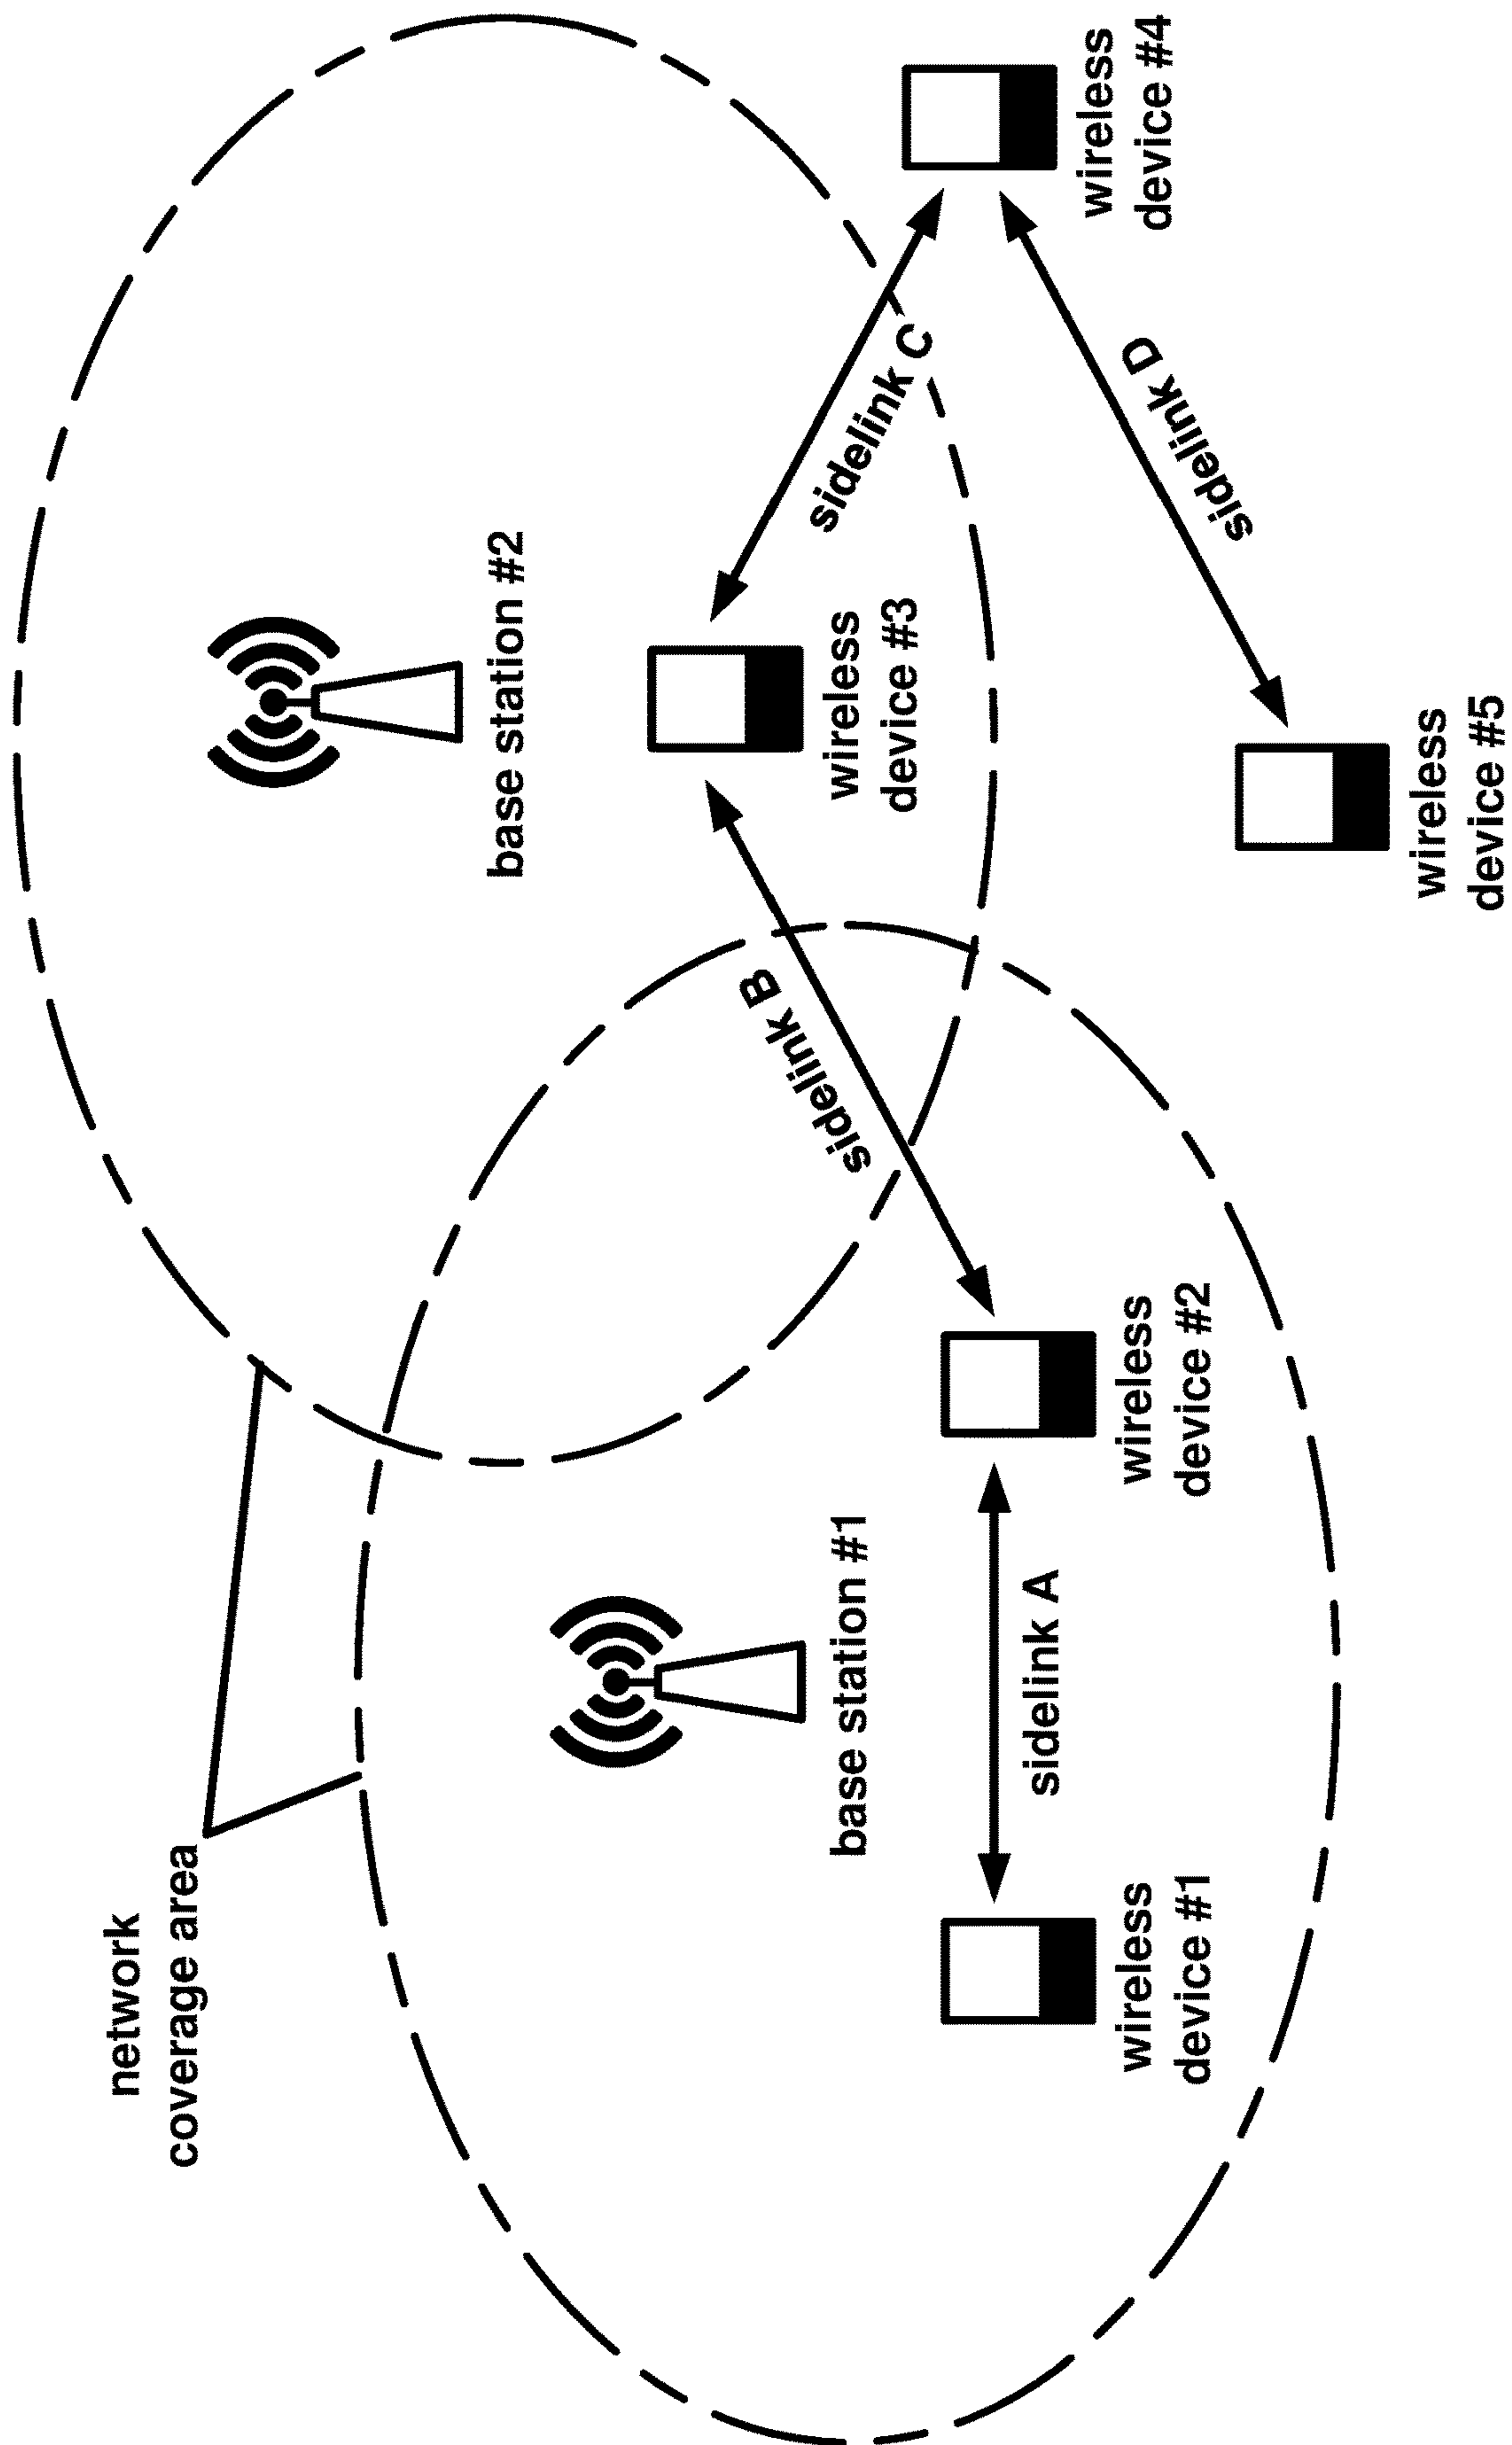 network
coverage area
base station #2
base station #1
sidelink B
sidelink C
wireless
device #3
wireless
device #4
sidelink A
wireless
device #1
wireless
device #2
sidelink D
wireless
device #5